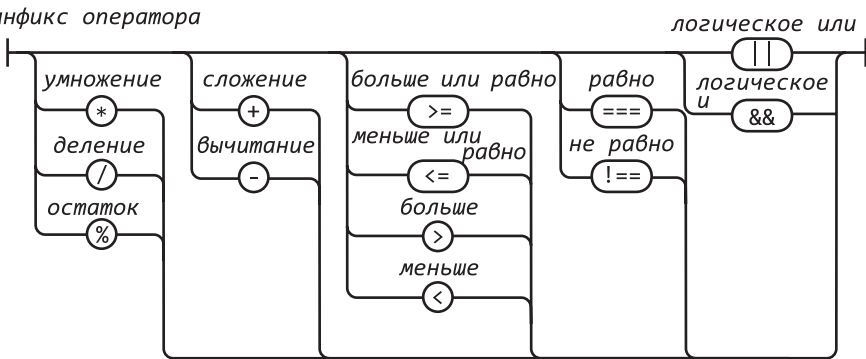 инфикс оператора
логическое или
||
умножение
*
деление
/
остаток
%
сложение
+
вычитание
-
больше или равно
>=
меньше или
равно
<=
больше
>
меньше
<
равно
===
не равно
!==
логическое
и
&&